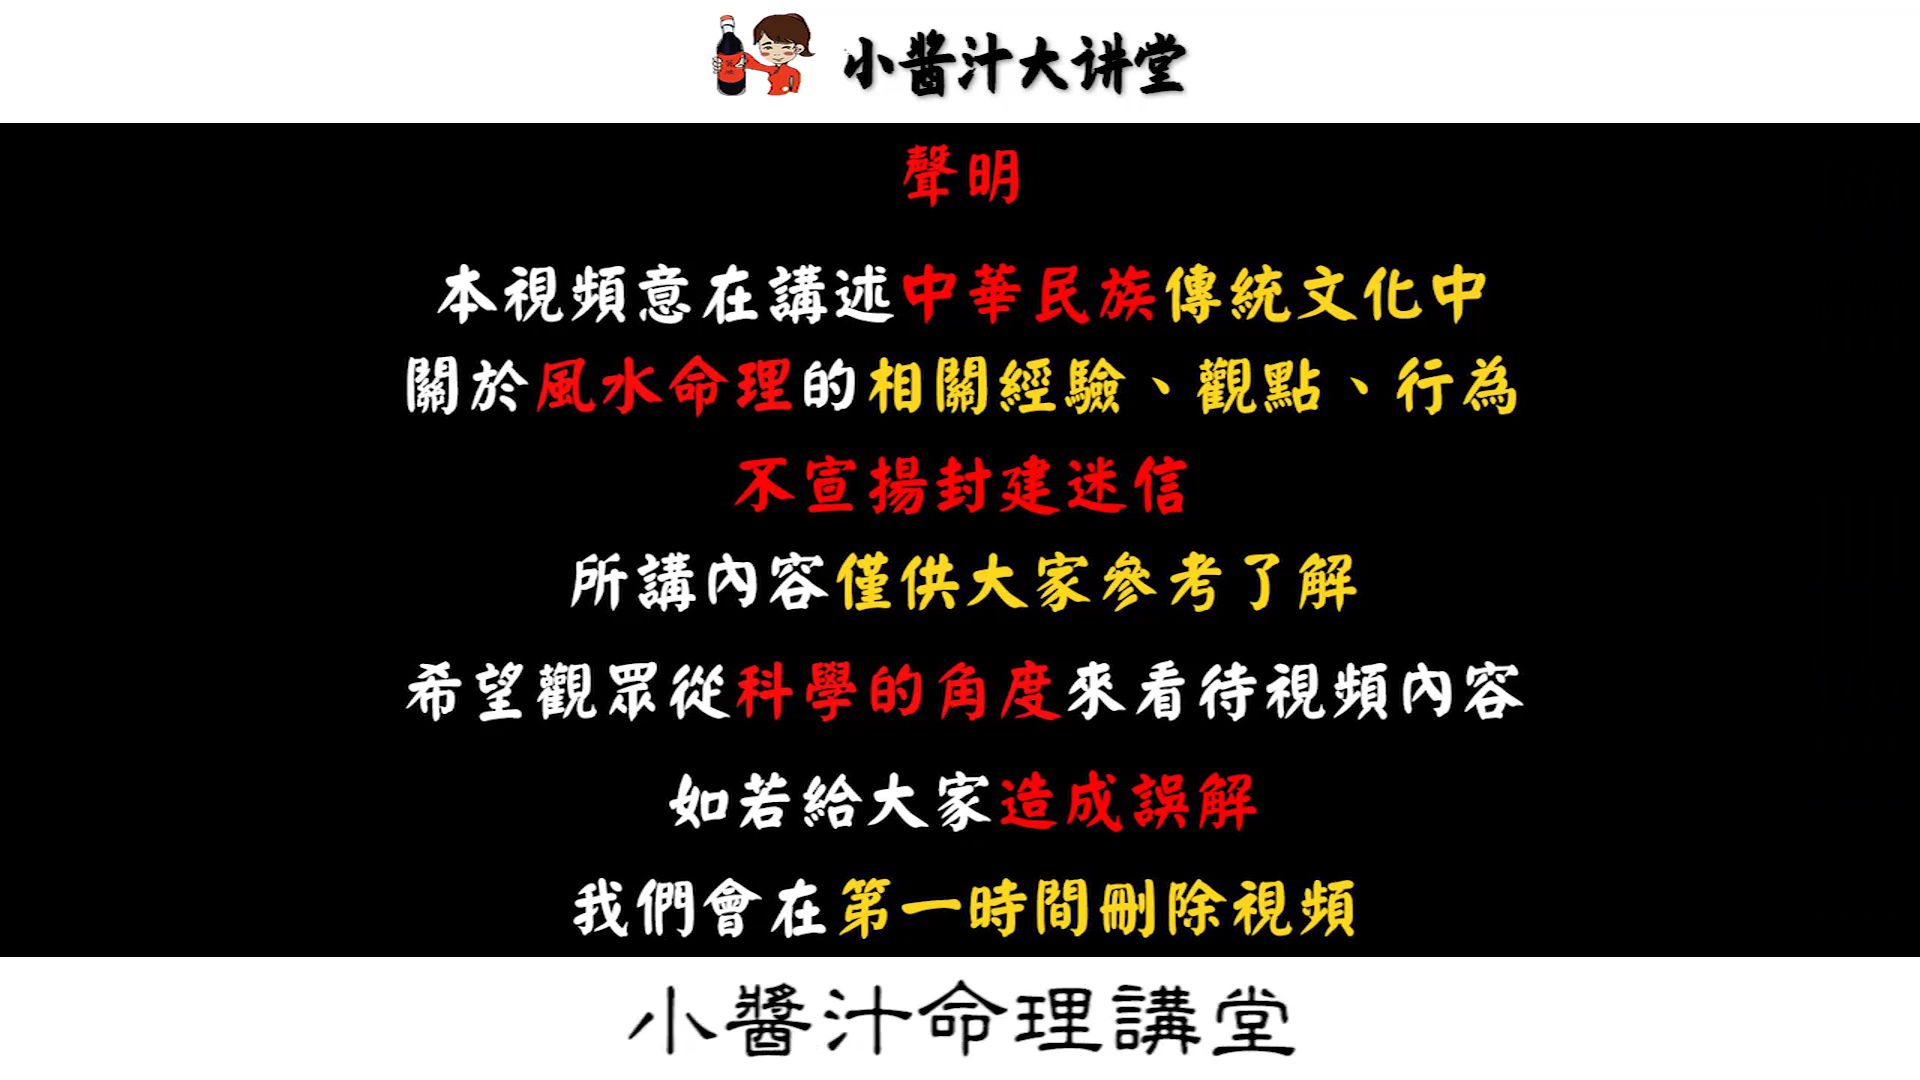 小醬汁大讲堂
聲明
本視頻意在講述中華民族傳統文化中
關於風水命理的相關經驗、觀點、行為
不宣揚封建迷信
所講內容僅供大家參考了解
希望觀眾從科學的角度來看待視頻內容
如若給大家造成誤解
我們會在第一時間刪除視頻
小醬汁命理講堂